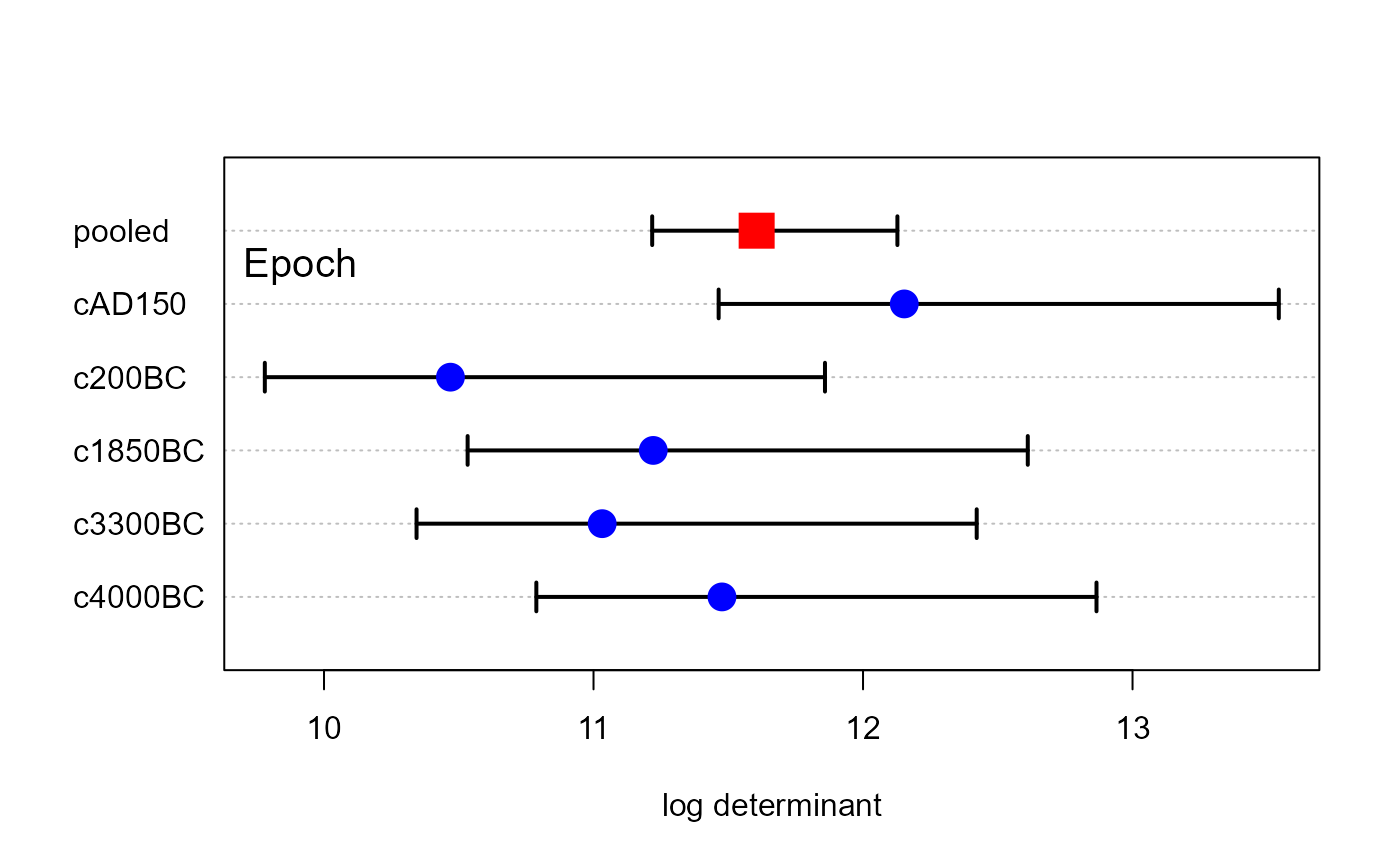 pooled
Epoch
cAD150
c200BC
c1850BC
c3300BC
c4000BC
10 11 12 13
log determinant